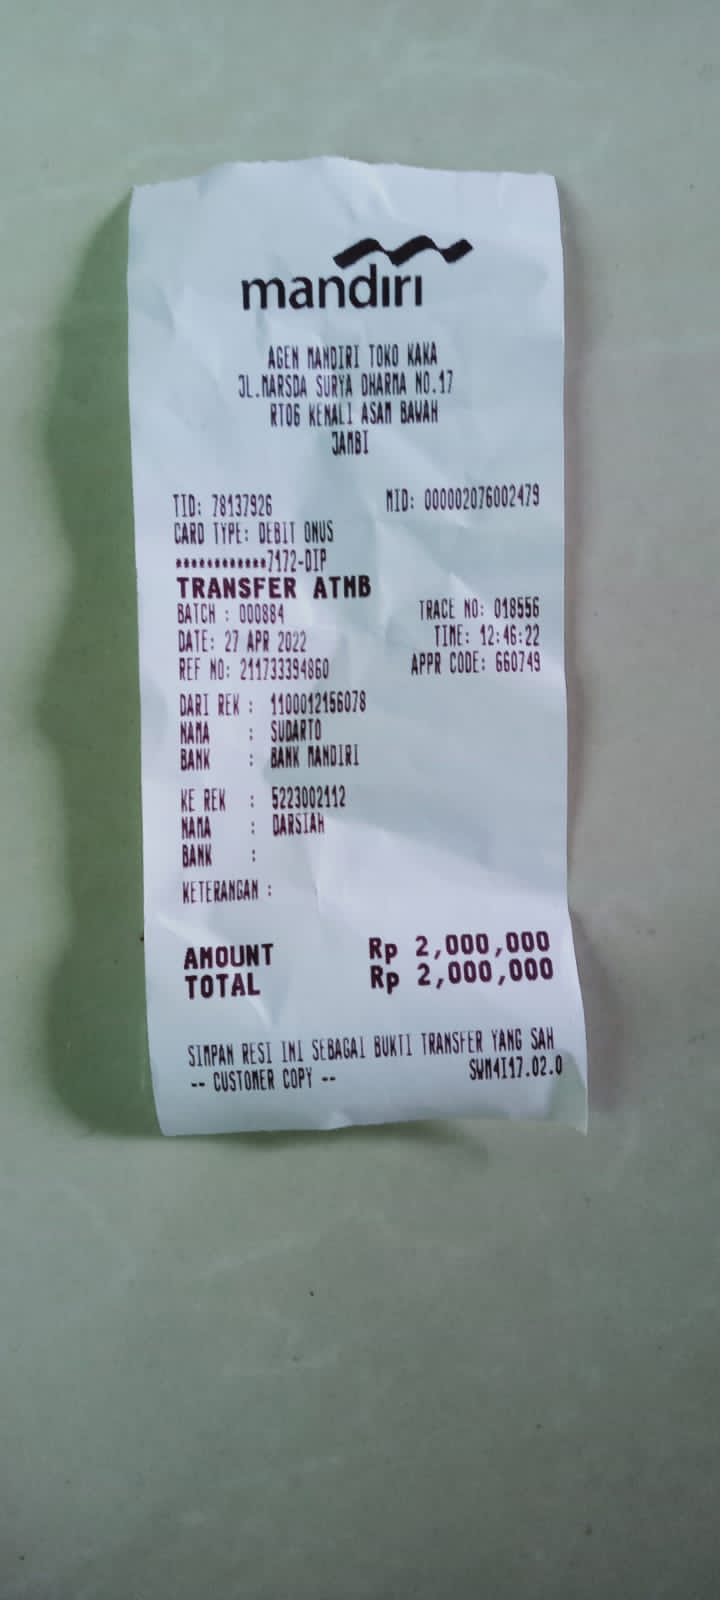 mandiri
AGEN MANDIRI TOKO KAKA
JL.MARSDA SURYA DHARMA NO.17
RT06 KENALI ASAM BAWAH
JAMBI
TID: 78137926 MID: 000002076002479
CARD TYPE: DEBIT ONUS
************7172-DIP
TRANSFER ATMB
BATCH : 000884 TRACE NO: 018556
DATE: 27 APR 2022 TIME: 12:46:22
REF NO: 211733394860 APPR CODE: 660749
DARI REK : 1100012156078
NAMA : SUDARTO
BANK : BANK MANDIRI
KE REK : 5223002112
NAMA : DARSIAH
BANK :
KETERANGAN :
AMOUNT Rp 2,000,000
TOTAL Rp 2,000,000
SIMPAN RESI INI SEBAGAI BUKTI TRANSFER YANG SAH
-- CUSTOMER COPY -- SWM4I17.02.0